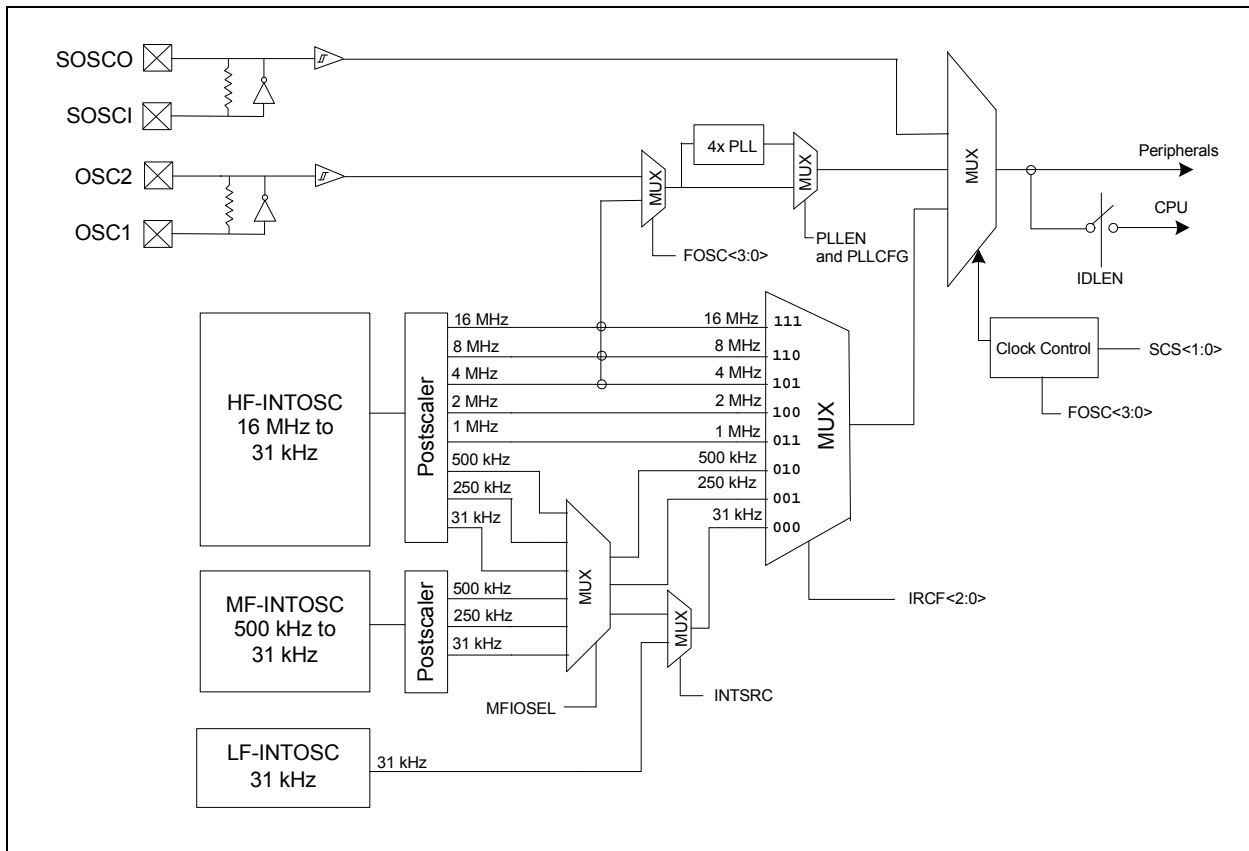 SOSCO
SOSCI
OSC2
OSC1
4x PLL
MUX
MUX
MUX
Peripherals
CPU
IDLEN
FOSC<3:0>
PLLEN
and PLLCFG
Clock Control
SCS<1:0>
FOSC<3:0>
HF-INTOSC
16 MHz to
31 kHz
Postscaler
16 MHz
8 MHz
4 MHz
2 MHz
1 MHz
500 kHz
250 kHz
31 kHz
16 MHz
8 MHz
4 MHz
2 MHz
1 MHz
500 kHz
250 kHz
31 kHz
111
110
101
100
011
010
001
000
MUX
IRCF<2:0>
MF-INTOSC
500 kHz to
31 kHz
Postscaler
500 kHz
250 kHz
31 kHz
MUX
MFIOSEL
MUX
INTSRC
LF-INTOSC
31 kHz
31 kHz